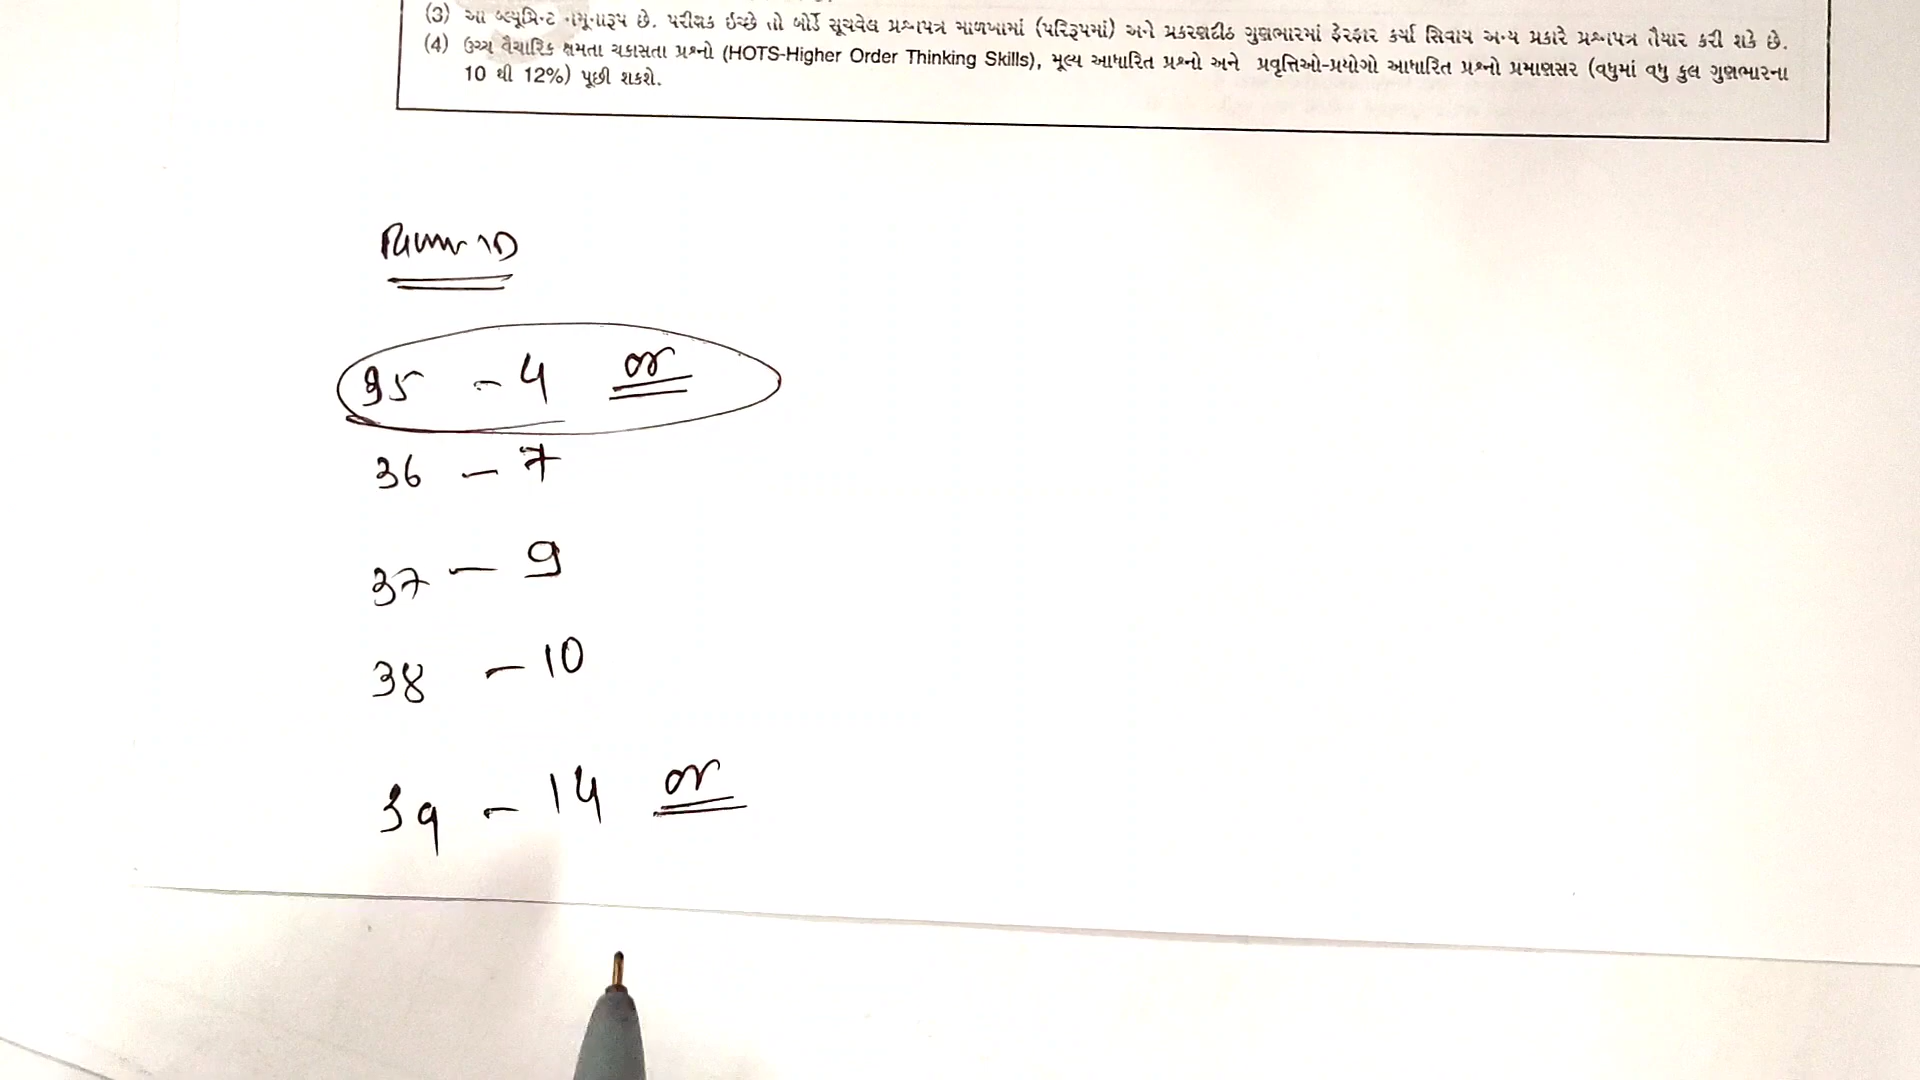 (3) આ બ્લ્યૂપ્રિન્ટ નમૂનારૂપ છે. પરીક્ષક ઇચ્છે તો બોર્ડે સૂચવેલ પ્રશ્નપત્ર માળખામાં (પરિરૂપમાં) અને પ્રકરણદીઠ ગુણભારમાં ફેરફાર કર્યા સિવાય અન્ય પ્રકારે પ્રશ્નપત્ર તૈયાર કરી શકે છે.
(4) ઉચ્ચ વૈચારિક ક્ષમતા ચકાસતા પ્રશ્નો (HOTS-Higher Order Thinking Skills), મૂલ્ય આધારિત પ્રશ્નો અને પ્રવૃત્તિઓ-પ્રયોગો આધારિત પ્રશ્નો પ્રમાણસર (વધુમાં વધુ કુલ ગુણભારના
10 થી 12%) પૂછી શકશે.
35 - 4 or
36 - 7
37 - 9
38 - 10
39 - 14 or